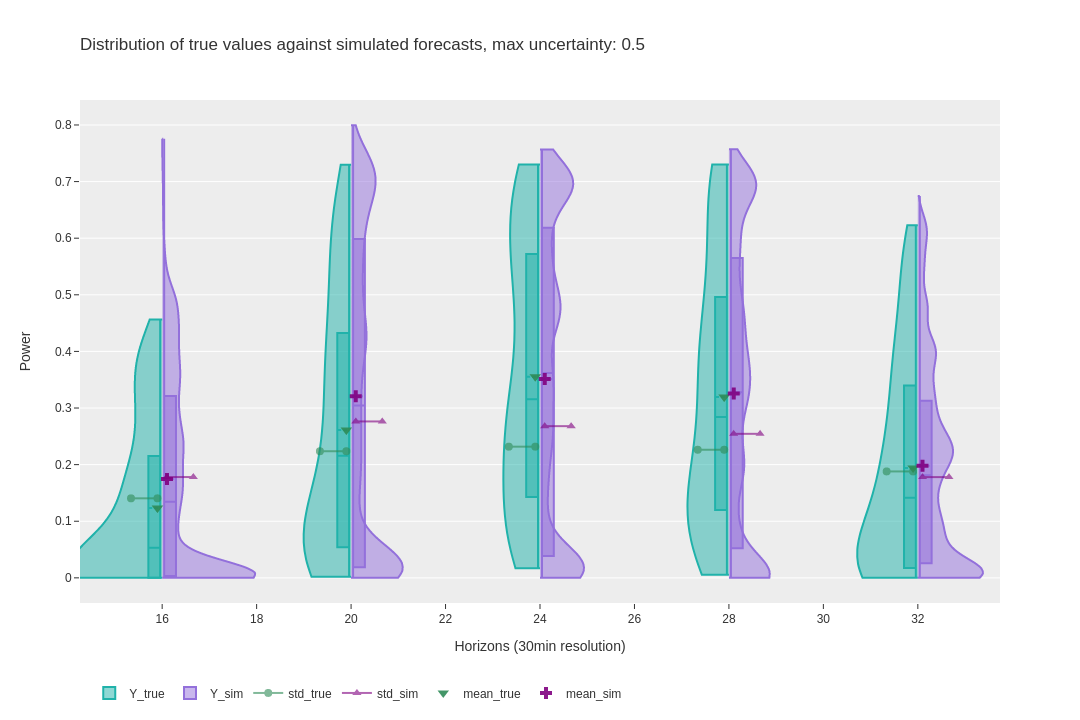 Distribution of true values against simulated forecasts, max uncertainty: 0.5
0.8
0.7
0.6
0.5
0.4
0.3
0.2
0.1
0
Power
16 18 20 22 24 26 28 30 32
Horizons (30min resolution)
Y_true Y_sim std_true std_sim mean_true mean_sim